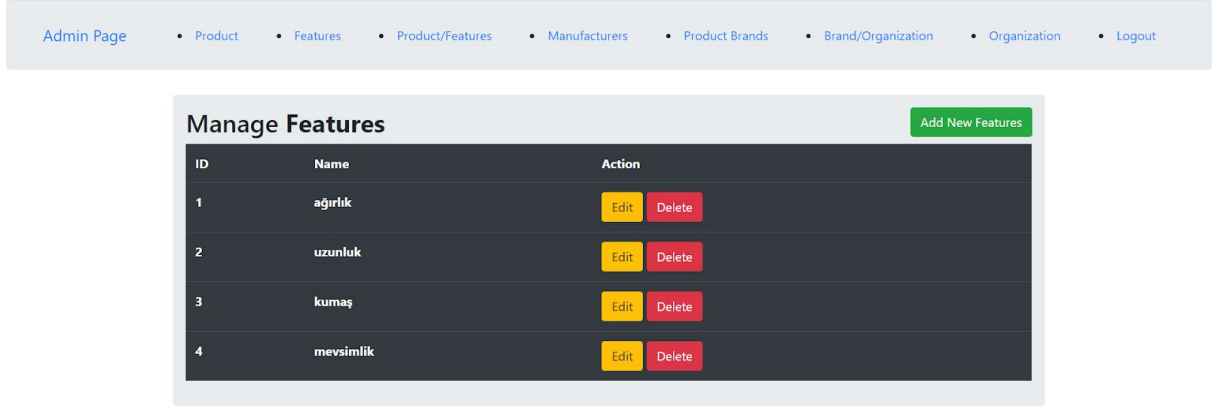 Admin Page • Product • Features • Product/Features • Manufacturers • Product Brands • Brand/Organization • Organization • Logout
Manage Features Add New Features
ID Name Action
1 ağırlık Edit Delete
2 uzunluk Edit Delete
3 kumaş Edit Delete
4 mevsimlik Edit Delete